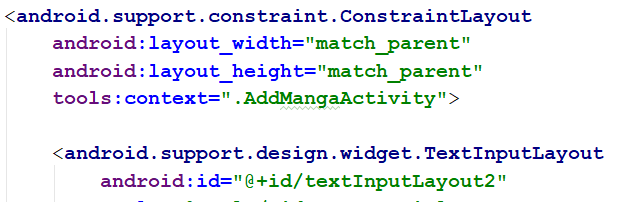 <android.support.constraint.ConstraintLayout
android:layout_width="match_parent"
android:layout_height="match_parent"
tools:context=".AddMangaActivity">
<android.support.design.widget.TextInputLayout
android:id="@+id/textInputLayout2"